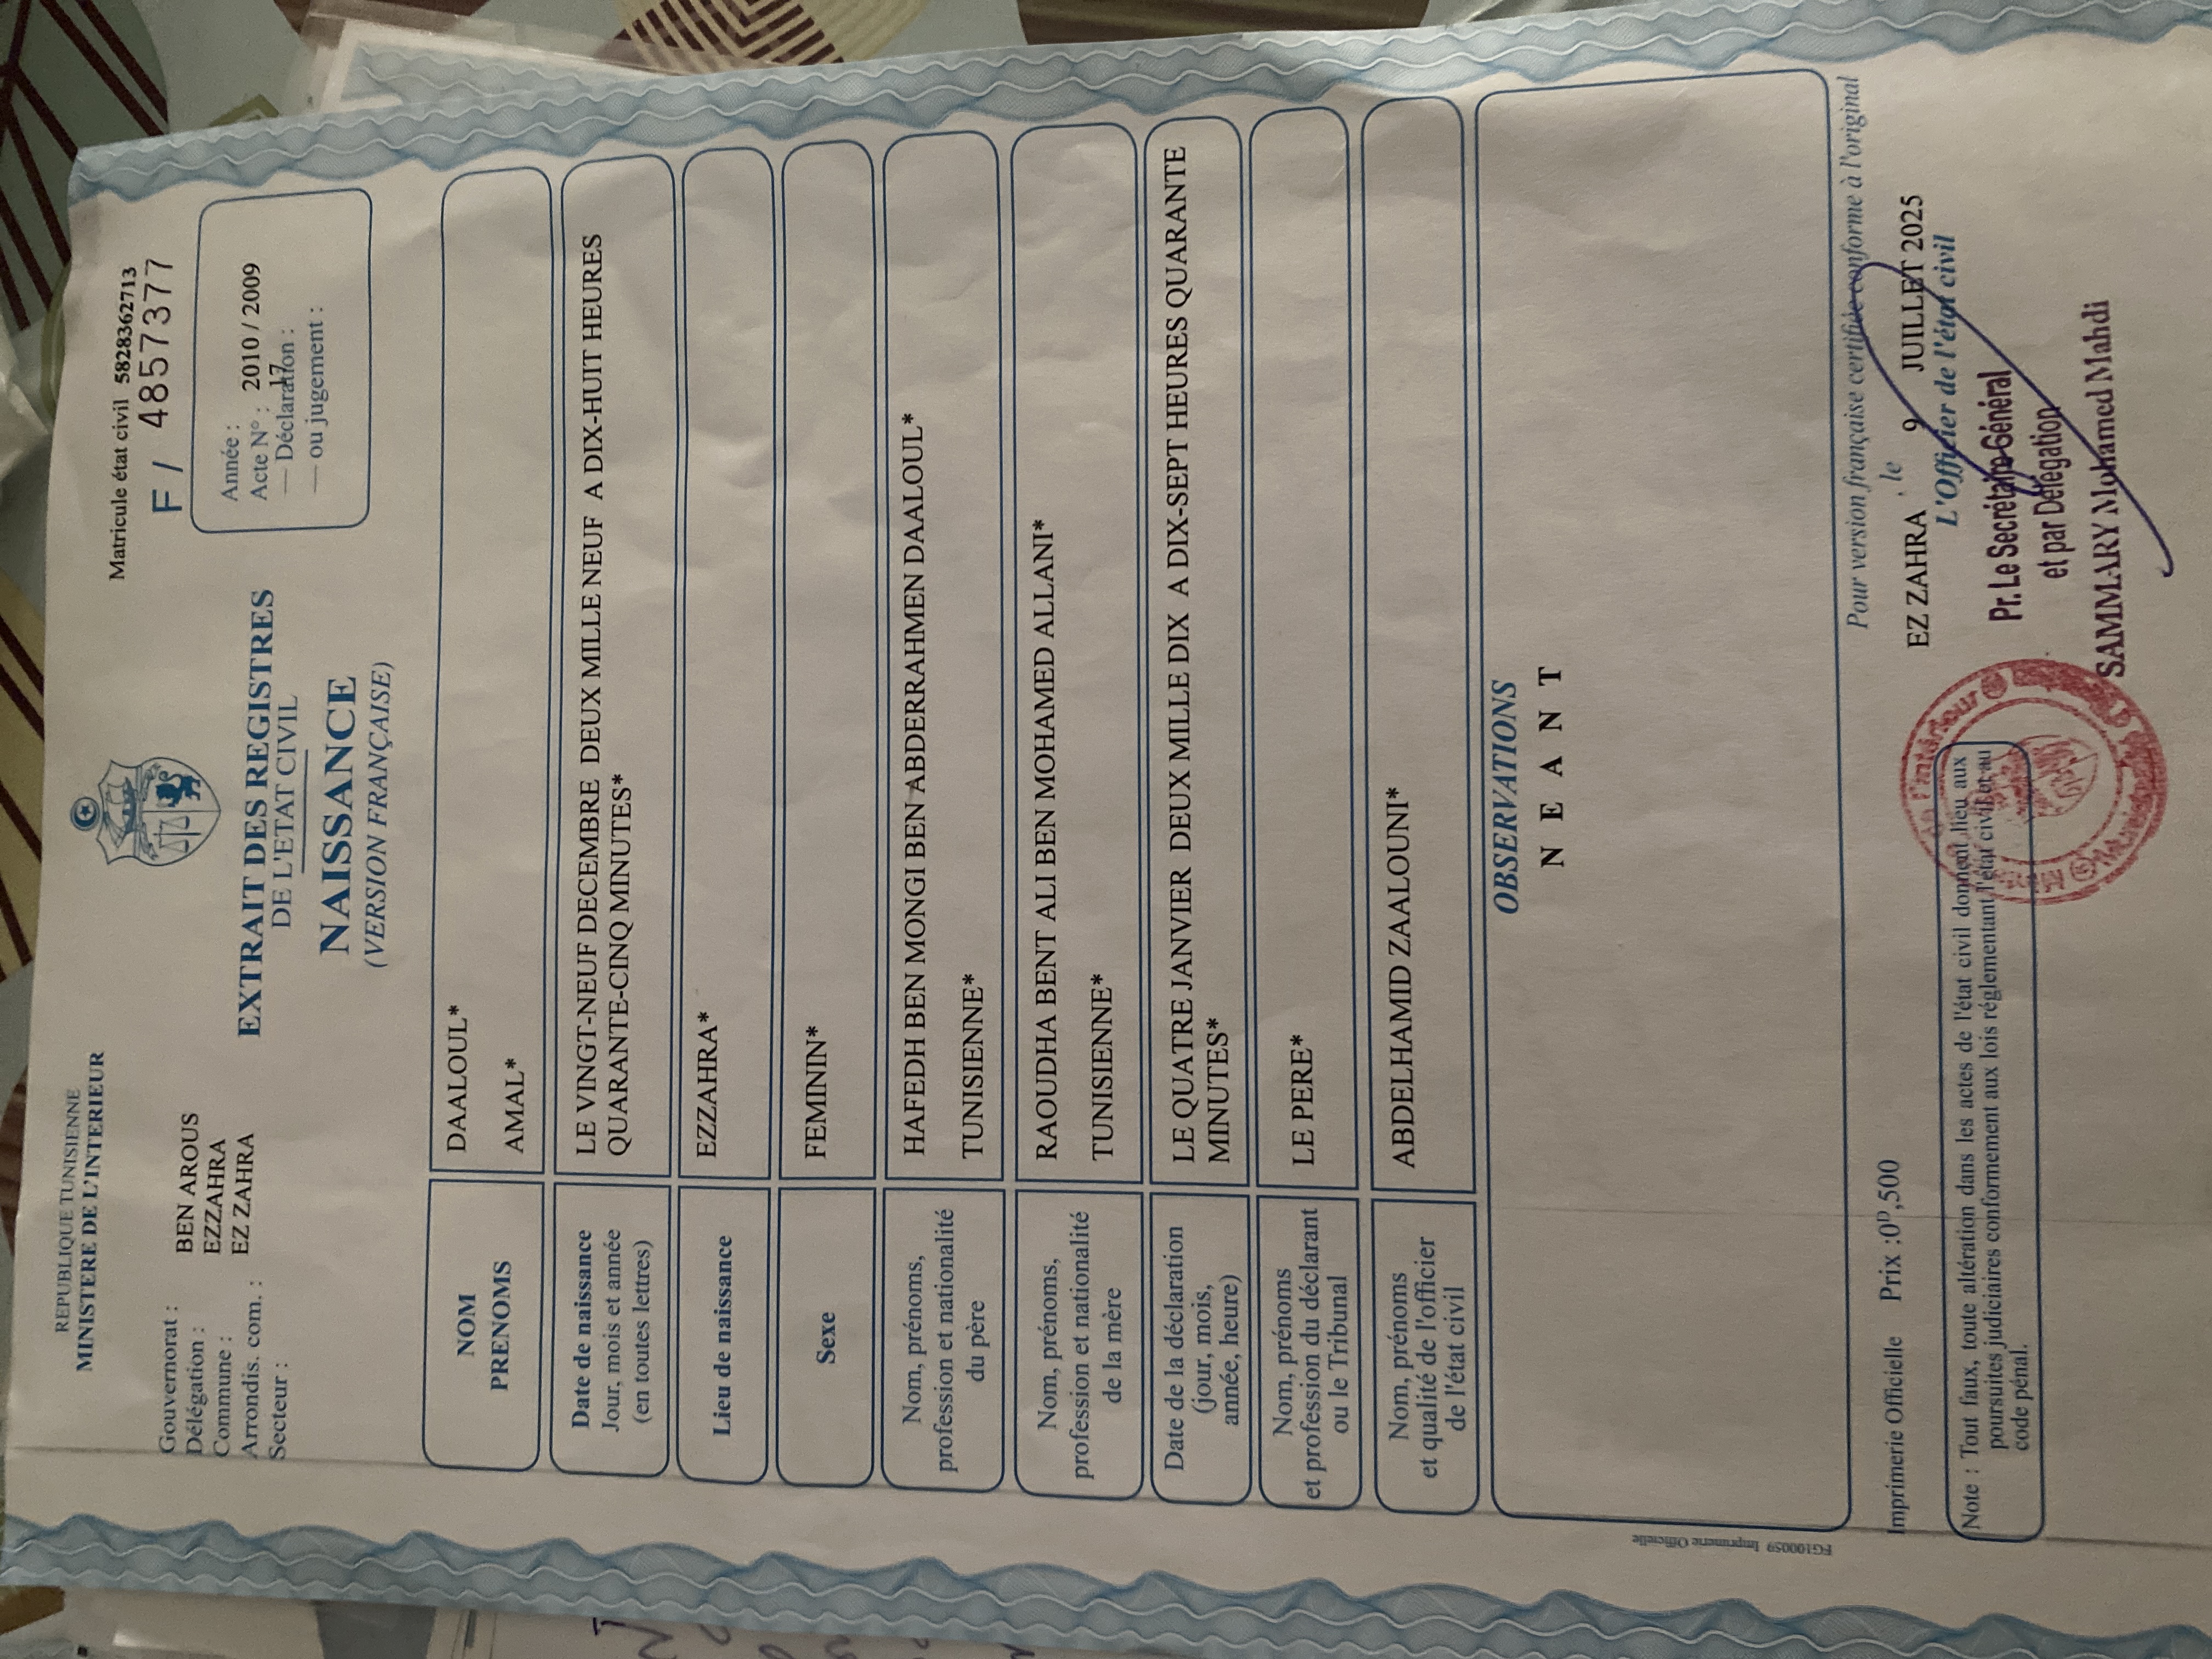 REPUBLIQUE TUNISIENNE
MINISTERE DE L'INTERIEUR
Gouvernorat : BEN AROUS
Délégation : EZZAHRA
Commune : EZ ZAHRA
Arrondis. com. :
Secteur :
EXTRAIT DES REGISTRES
DE L'ETAT CIVIL
NAISSANCE
(VERSION FRANÇAISE)
Matricule état civil 5828362713
F / 4857377
Année : 2010 / 2009
Acte N° : 17
— Déclaration :
— ou jugement :
NOM DAALOUL*
PRENOMS AMAL*
Date de naissance
Jour, mois et année
(en toutes lettres)
LE VINGT-NEUF DECEMBRE DEUX MILLE NEUF A DIX-HUIT HEURES
QUARANTE-CINQ MINUTES*
Lieu de naissance EZZAHRA*
Sexe FEMININ*
Nom, prénoms,
profession et nationalité
du père
HAFEDH BEN MONGI BEN ABDERRAHMEN DAALOUL*
TUNISIENNE*
Nom, prénoms,
profession et nationalité
de la mère
RAOUDHA BENT ALI BEN MOHAMED ALLANI*
TUNISIENNE*
Date de la déclaration
(jour, mois,
année, heure)
LE QUATRE JANVIER DEUX MILLE DIX A DIX-SEPT HEURES QUARANTE
MINUTES*
Nom, prénoms
et profession du déclarant
ou le Tribunal
LE PERE*
Nom, prénoms
et qualité de l'officier
de l'état civil
ABDELHAMID ZAALOUNI*
OBSERVATIONS
N E A N T
FG100059 Imprimerie Officielle
Imprimerie Officielle Prix :0ᴰ,500
Pour version française certifiée conforme à l'original
EZ ZAHRA , le 9 JUILLET 2025
L'Officier de l'état civil
Pr. Le Secrétaire Général
et par Délégation
SAMMARY Mohamed Mahdi
Note : Tout faux, toute altération dans les actes de l'état civil donnent lieu aux
poursuites judiciaires conformement aux lois réglementant l'état civil et au
code pénal.
de l'intérieur